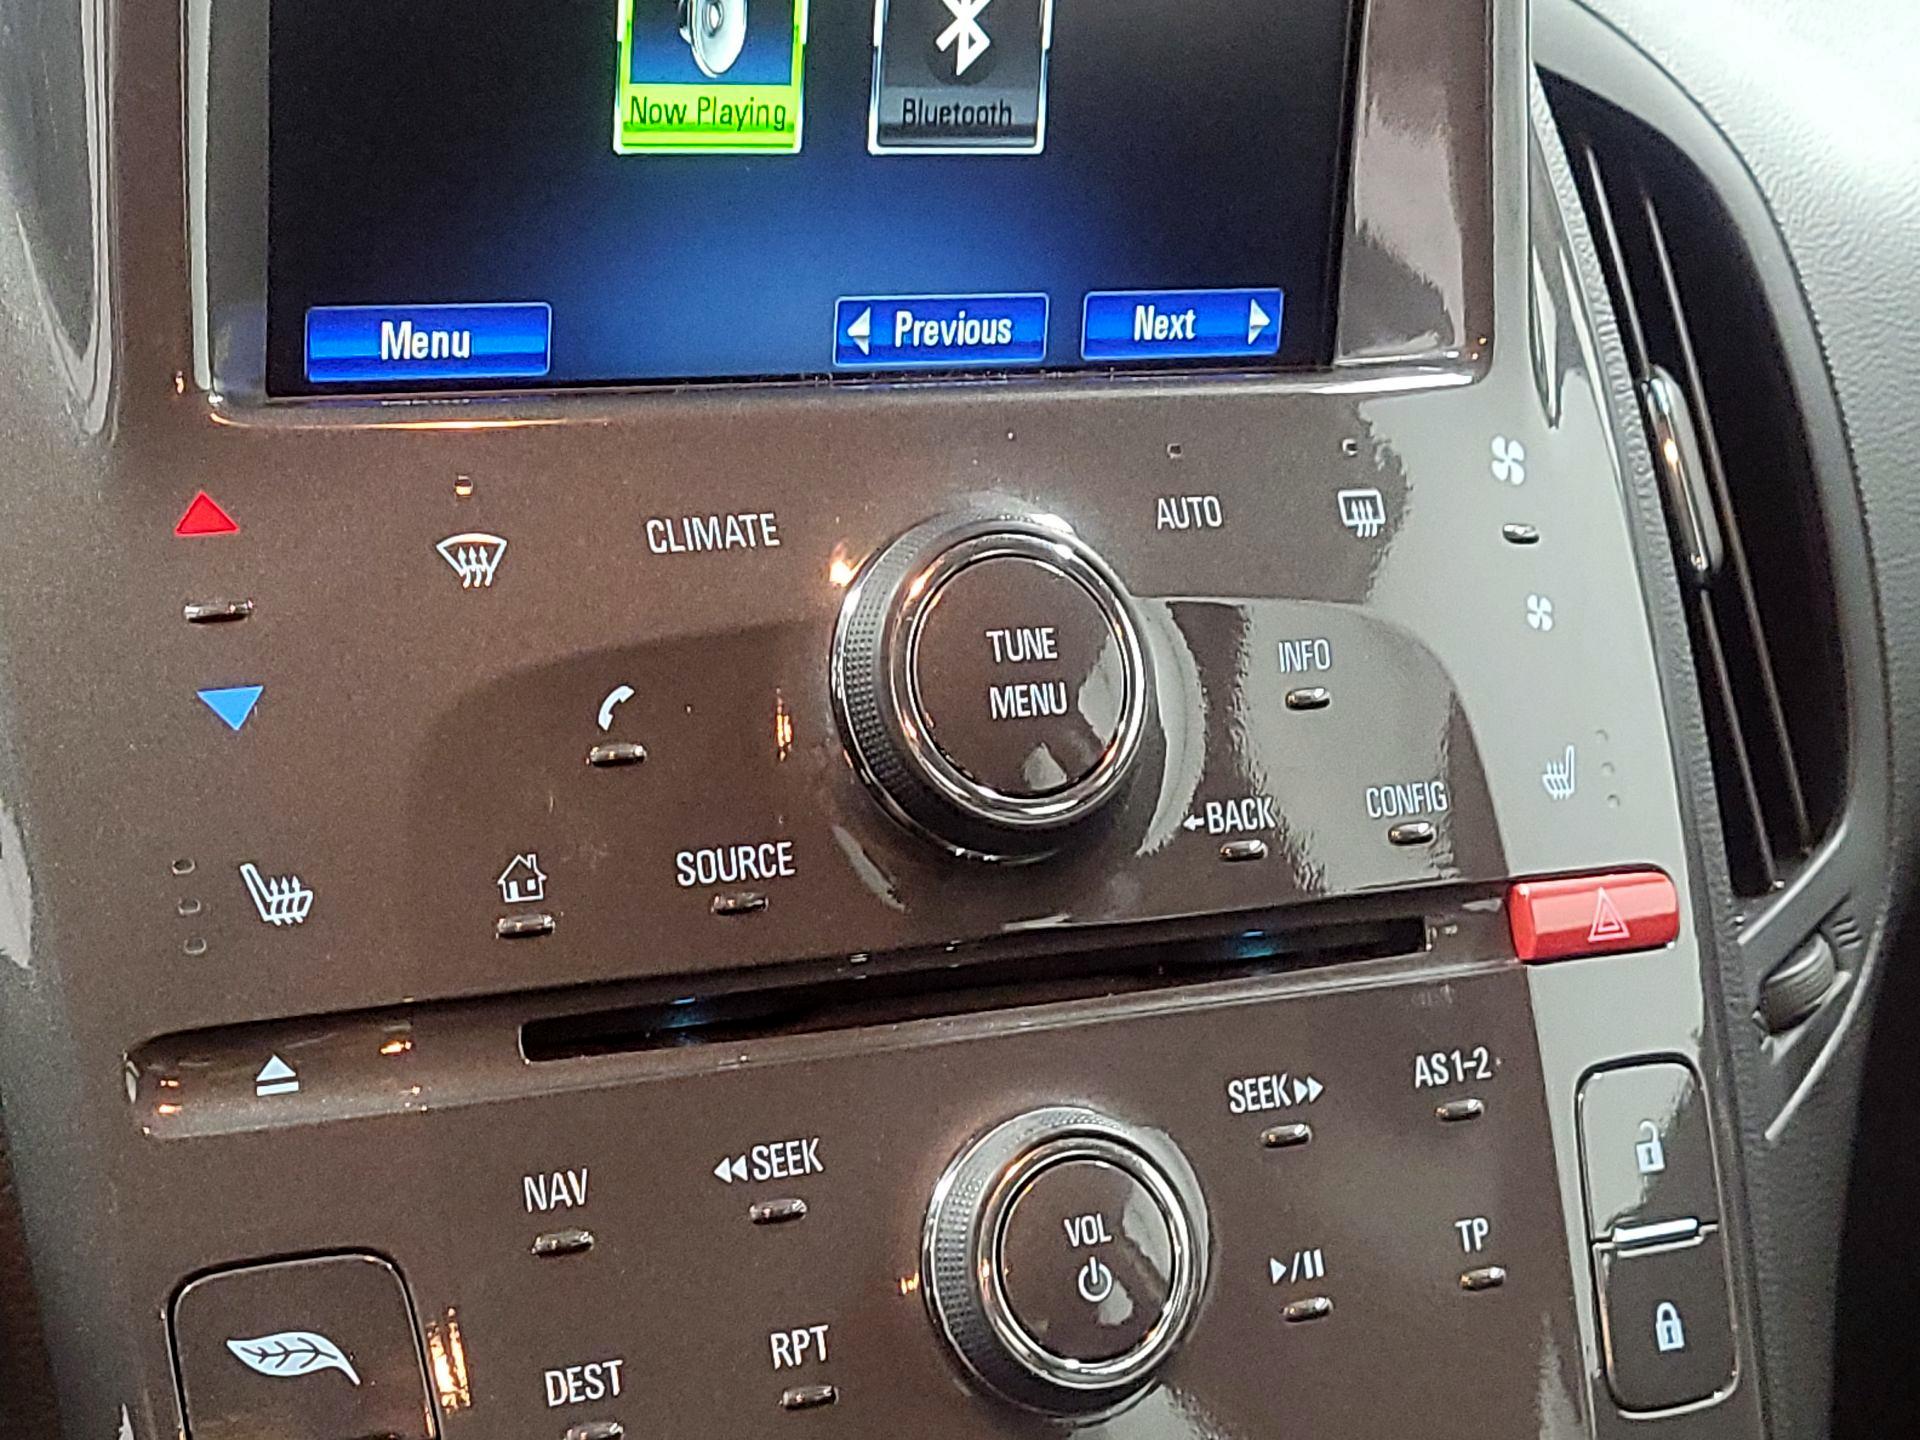 Now Playing
Bluetooth
Menu
Previous
Next
CLIMATE
AUTO
TUNE
MENU
INFO
SOURCE
BACK
CONFIG
NAV
SEEK
SEEK
AS1-2
VOL
TP
DEST
RPT